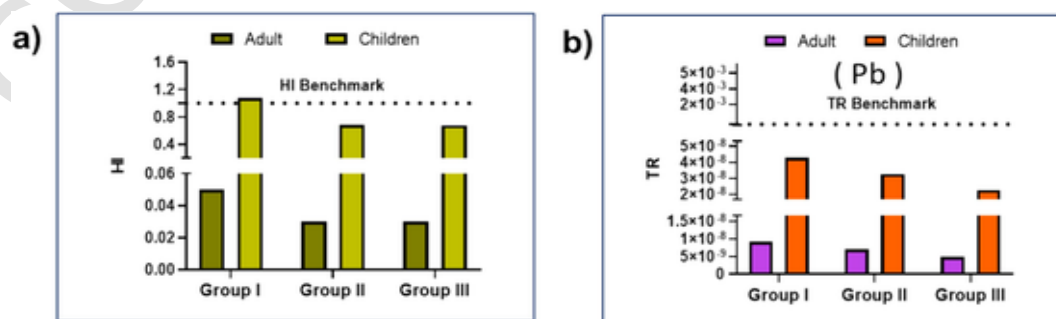 a)
Adult Children
1.6
1.2
0.8
0.4
0.06
0.04
0.02
0.00
HI
HI Benchmark
Group I Group II Group III
b)
Adult Children
5×10⁻³
4×10⁻³
2×10⁻³
5×10⁻⁸
4×10⁻⁸
3×10⁻⁸
2×10⁻⁸
1.5×10⁻⁸
1×10⁻⁸
5×10⁻⁹
0
TR
( Pb )
TR Benchmark
Group I Group II Group III